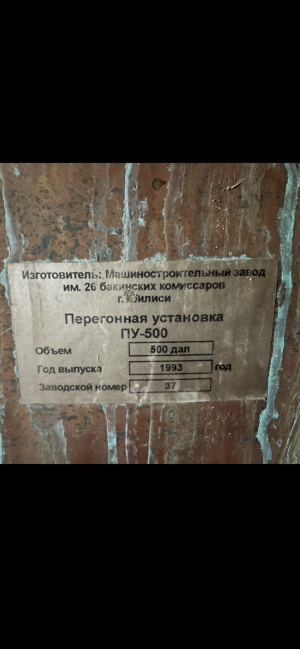 Изготовитель: Машиностроительный завод
им. 26 бакинских комиссаров
г. Тбилиси
Перегонная установка
ПУ-500
Объем 500 дал
Год выпуска 1993 год
Заводской номер 37